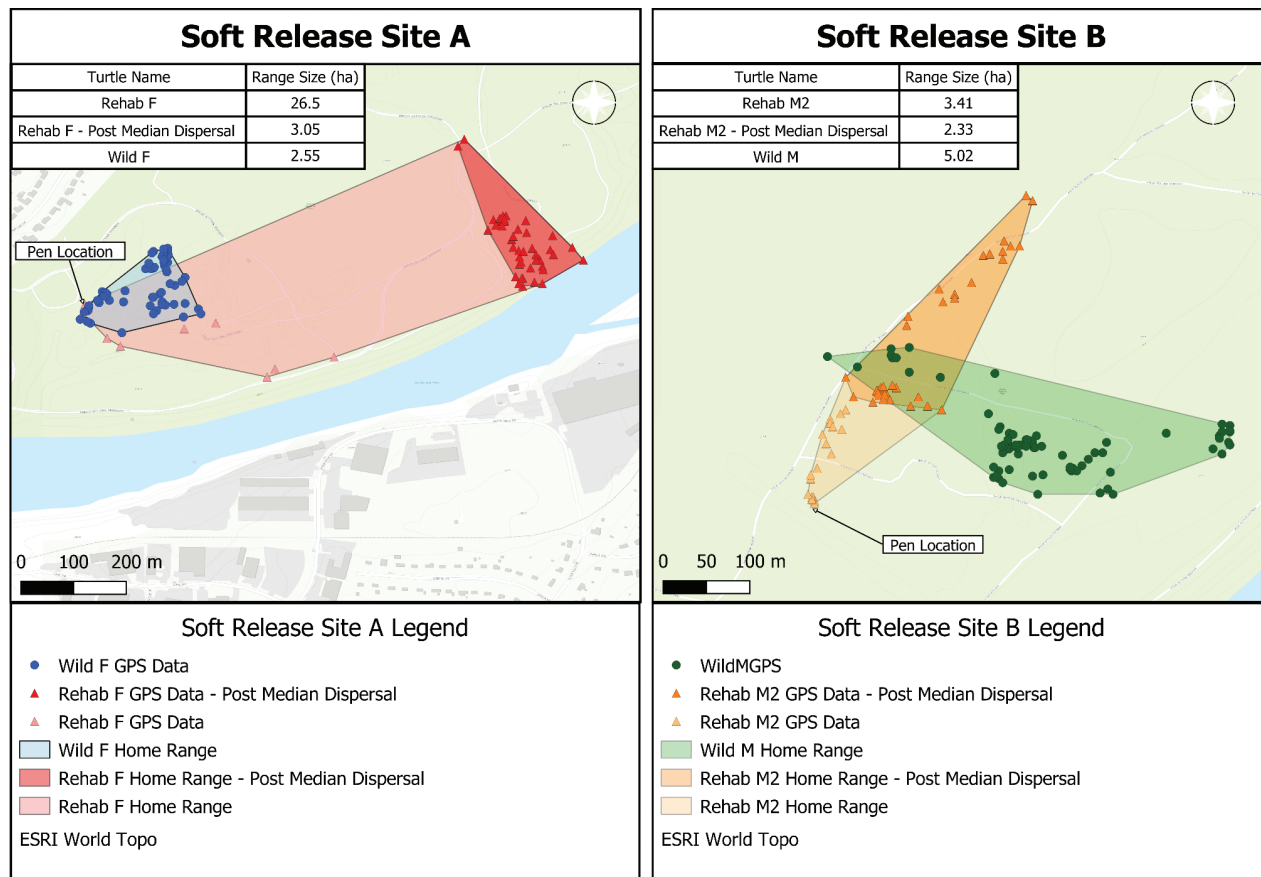 Soft Release Site A
Turtle Name Range Size (ha)
Rehab F 26.5
Rehab F - Post Median Dispersal 3.05
Wild F 2.55
Pen Location
0 100 200 m
Soft Release Site A Legend
Wild F GPS Data
Rehab F GPS Data - Post Median Dispersal
Rehab F GPS Data
Wild F Home Range
Rehab F Home Range - Post Median Dispersal
Rehab F Home Range
ESRI World Topo
Soft Release Site B
Turtle Name Range Size (ha)
Rehab M2 3.41
Rehab M2 - Post Median Dispersal 2.33
Wild M 5.02
Pen Location
0 50 100 m
Soft Release Site B Legend
WildMGPS
Rehab M2 GPS Data - Post Median Dispersal
Rehab M2 GPS Data
Wild M Home Range
Rehab M2 Home Range - Post Median Dispersal
Rehab M2 Home Range
ESRI World Topo